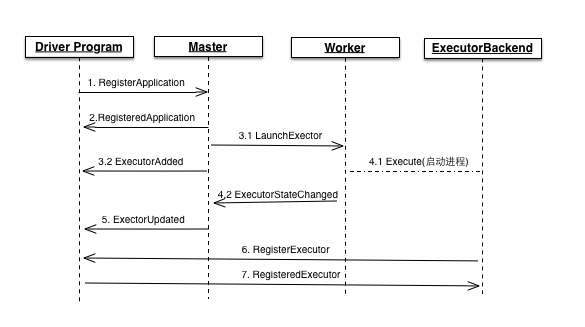 Driver Program
Master
Worker
ExecutorBackend
1. RegisterApplication
2.RegisteredApplication
3.1 LaunchExector
3.2 ExecutorAdded
4.1 Execute(启动进程)
4,2 ExecutorStateChanged
5. ExectorUpdated
6. RegisterExecutor
7. RegisteredExecutor